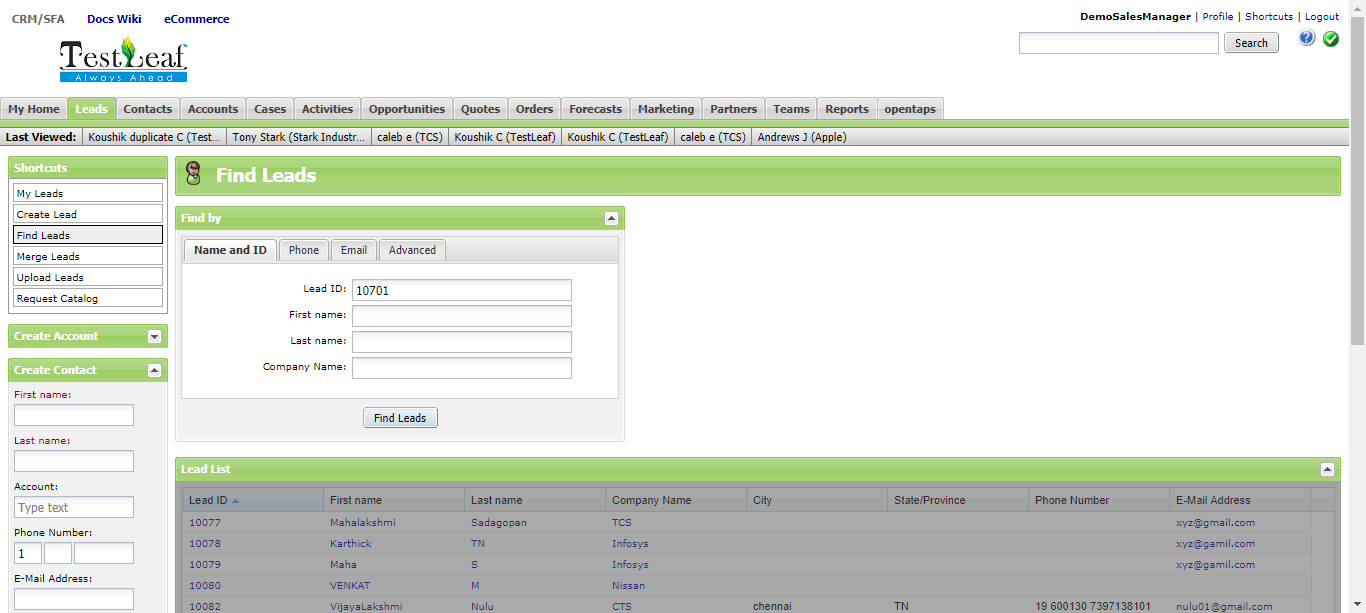 CRM/SFA Docs Wiki eCommerce
DemoSalesManager | Profile | Shortcuts | Logout
Search
TestLeaf
Always Ahead
My Home Leads Contacts Accounts Cases Activities Opportunities Quotes Orders Forecasts Marketing Partners Teams Reports opentaps
Last Viewed: Koushik duplicate C (Test... Tony Stark (Stark Industr... caleb e (TCS) Koushik C (TestLeaf) Koushik C (TestLeaf) caleb e (TCS) Andrews J (Apple)
Shortcuts
My Leads
Create Lead
Find Leads
Merge Leads
Upload Leads
Request Catalog
Create Account
Create Contact
First name:
Last name:
Account:
Type text
Phone Number:
1
E-Mail Address:
Find Leads
Find by
Name and ID Phone Email Advanced
Lead ID: 10701
First name:
Last name:
Company Name:
Find Leads
Lead List
Lead ID First name Last name Company Name City State/Province Phone Number E-Mail Address
10077 Mahalakshmi Sadagopan TCS xyz@gmail.com
10078 Karthick TN Infosys xyz@gamil.com
10079 Maha S Infosys xyz@gamil.com
10080 VENKAT M Nissan
10082 VijayaLakshmi Nulu CTS chennai TN 19 600130 7397138101 nulu01@gmail.com